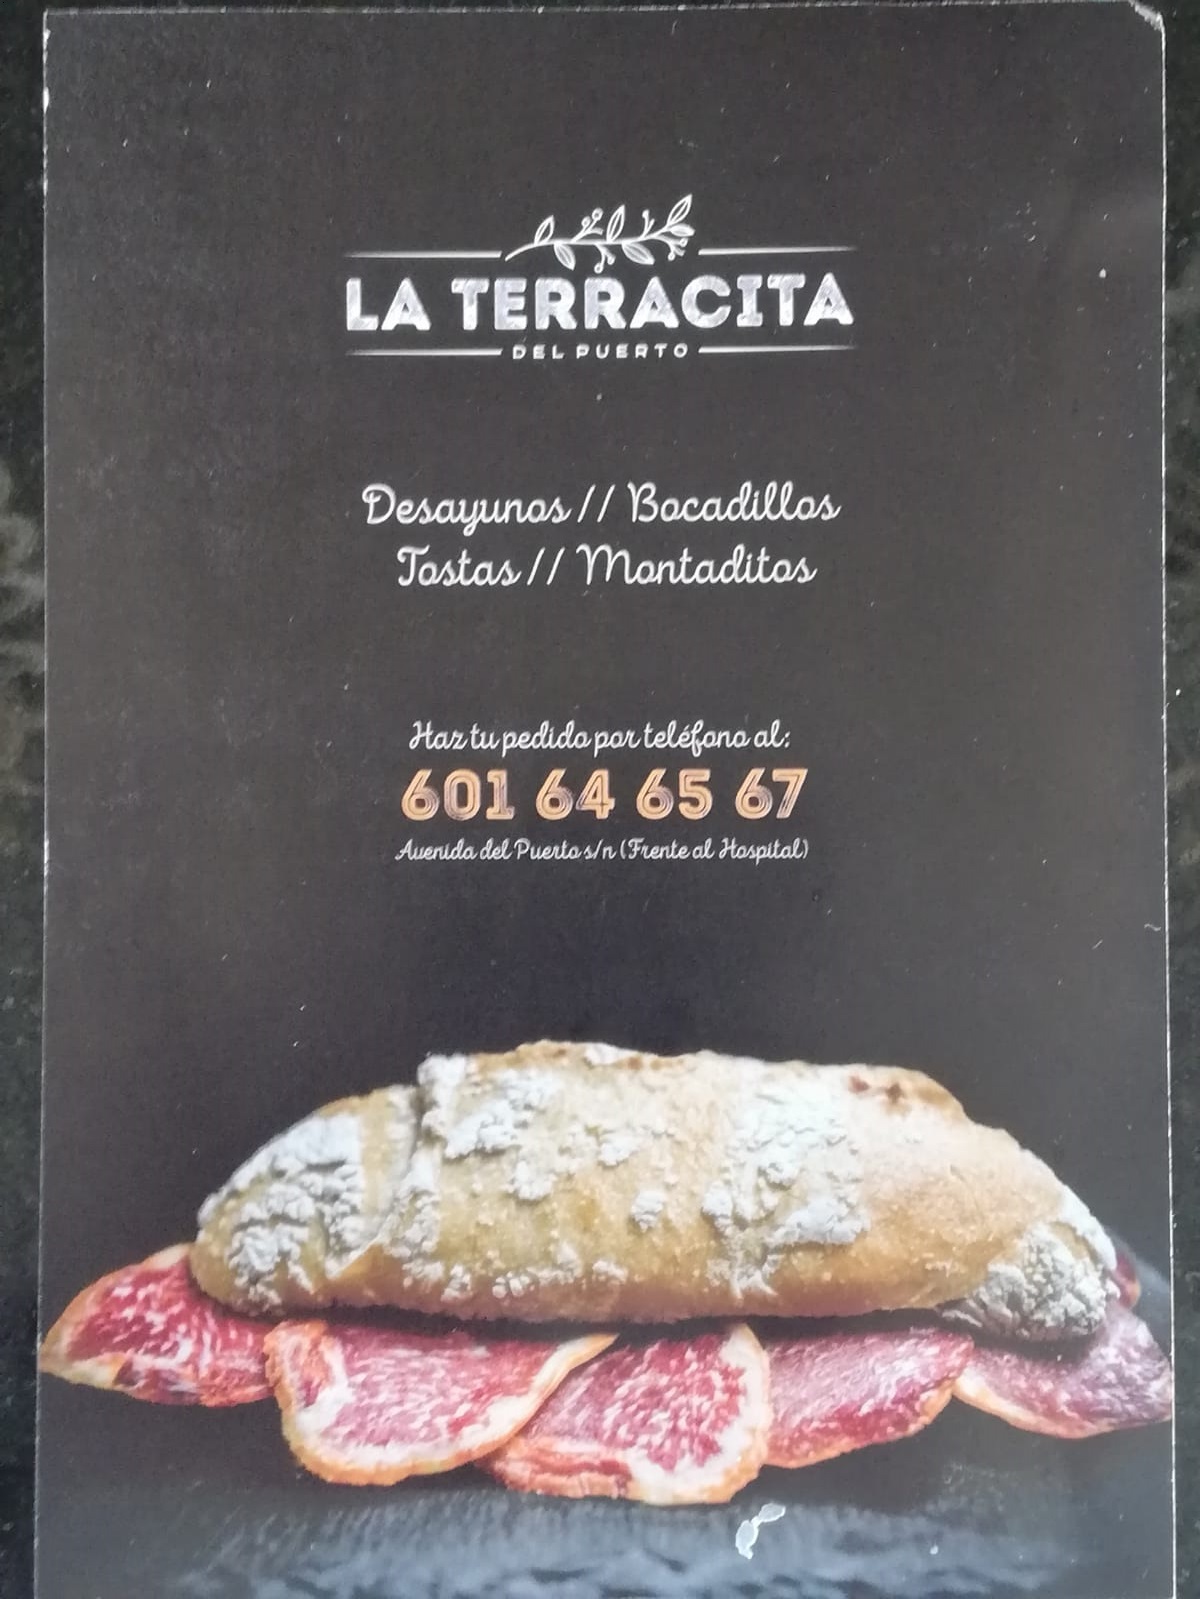 LA TERRACITA
DEL PUERTO
Desayunos // Bocadillos
Tostas // Montaditos
Haz tu pedido por teléfono al:
601 64 65 67
Avenida del Puerto s/n (Frente al Hospital)